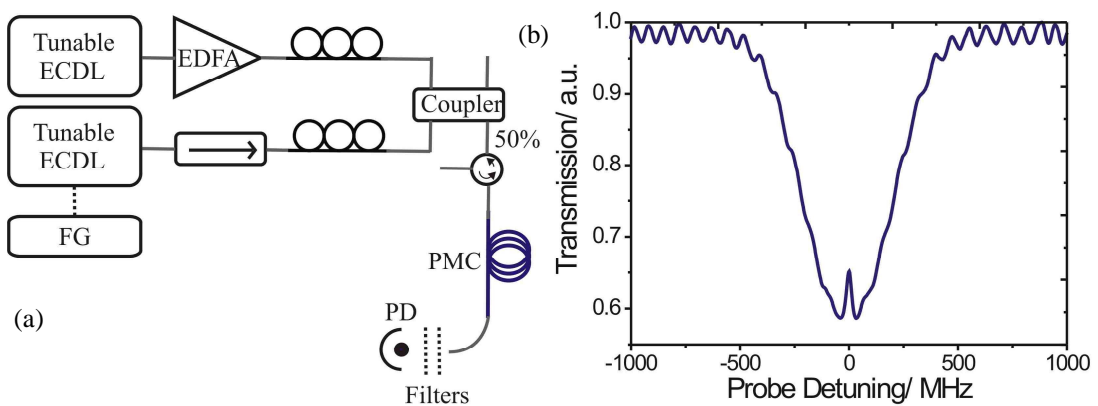 Tunable
ECDL
EDFA
Coupler
Tunable
ECDL
50%
FG
PMC
PD
(a)
Filters
(b)
Transmission/ a.u.
1.0
0.9
0.8
0.7
0.6
-1000
-500
0
500
1000
Probe Detuning/ MHz